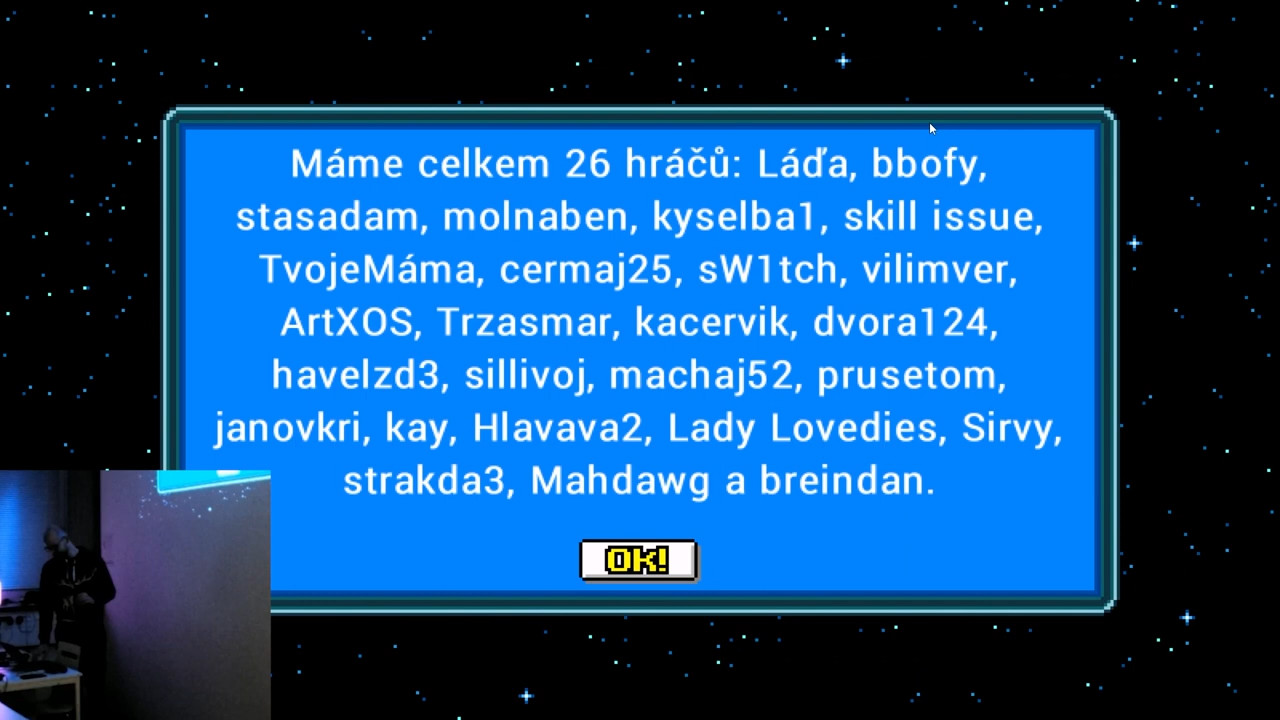 Máme celkem 26 hráčů: Láďa, bbofy,
stasadam, molnaben, kyselba1, skill issue,
TvojeMáma, cermaj25, sW1tch, vilimver,
ArtXOS, Trzasmar, kacervik, dvora124,
havelzd3, sillivoj, machaj52, prusetom,
janovkri, kay, Hlavava2, Lady Lovedies, Sirvy,
strakda3, Mahdawg a breindan.
OK!